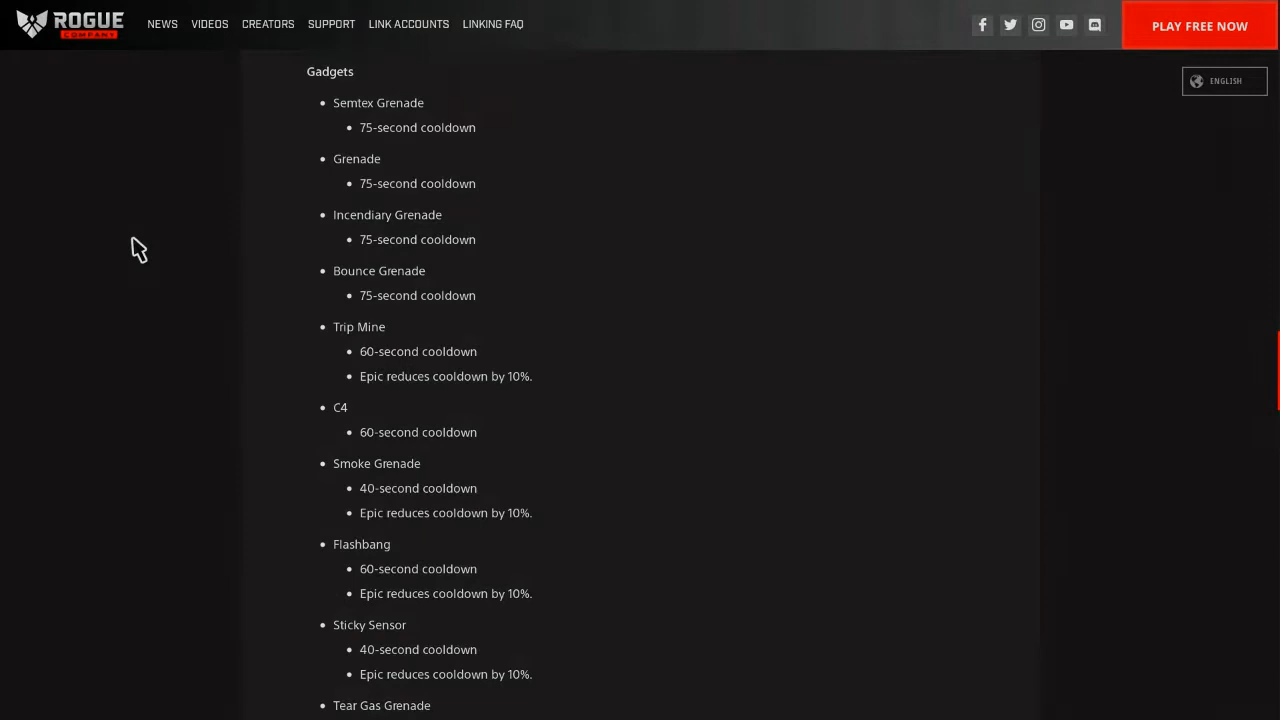 ROGUE
COMPANY
NEWS VIDEOS CREATORS SUPPORT LINK ACCOUNTS LINKING FAQ
PLAY FREE NOW
ENGLISH
Gadgets
• Semtex Grenade
• 75-second cooldown
• Grenade
• 75-second cooldown
• Incendiary Grenade
• 75-second cooldown
• Bounce Grenade
• 75-second cooldown
• Trip Mine
• 60-second cooldown
• Epic reduces cooldown by 10%.
• C4
• 60-second cooldown
• Smoke Grenade
• 40-second cooldown
• Epic reduces cooldown by 10%.
• Flashbang
• 60-second cooldown
• Epic reduces cooldown by 10%.
• Sticky Sensor
• 40-second cooldown
• Epic reduces cooldown by 10%.
• Tear Gas Grenade